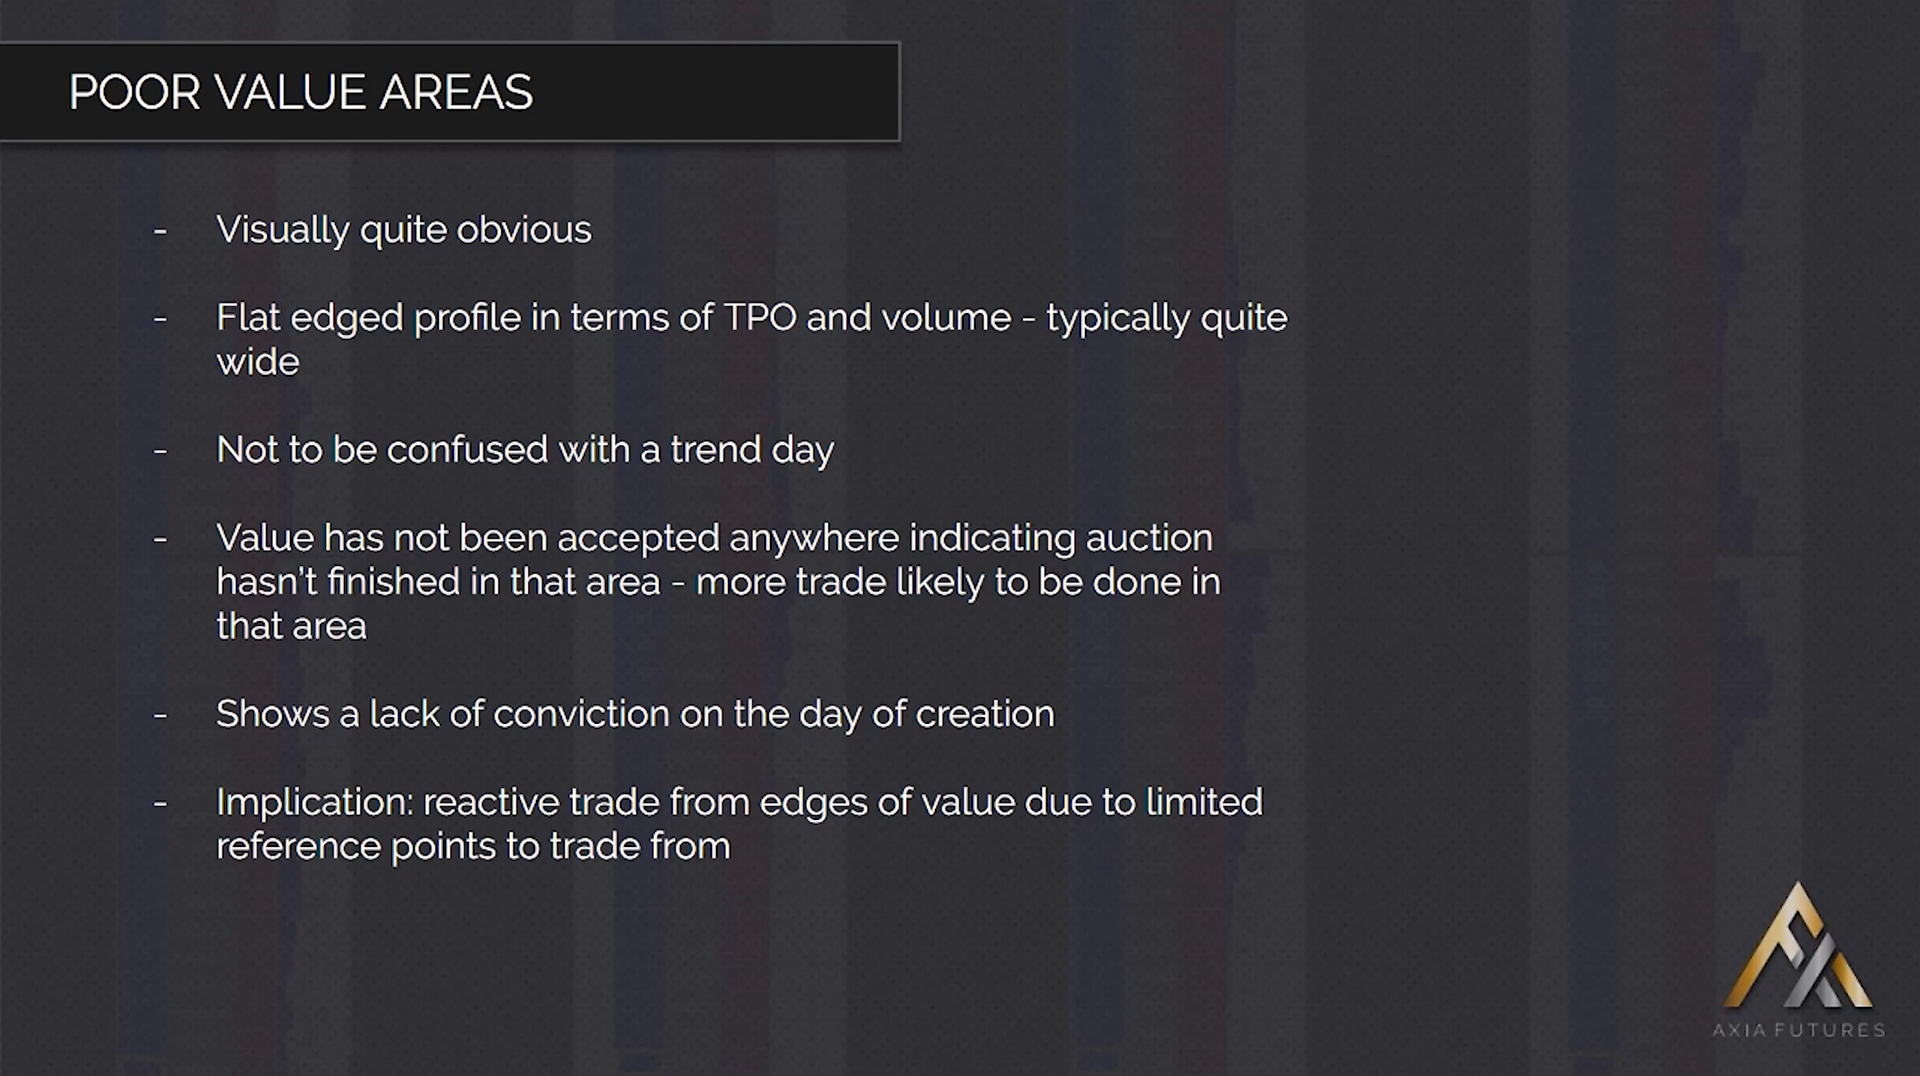 POOR VALUE AREAS
- Visually quite obvious
- Flat edged profile in terms of TPO and volume - typically quite
wide
- Not to be confused with a trend day
- Value has not been accepted anywhere indicating auction
hasn't finished in that area - more trade likely to be done in
that area
- Shows a lack of conviction on the day of creation
- Implication: reactive trade from edges of value due to limited
reference points to trade from
AXIA FUTURES